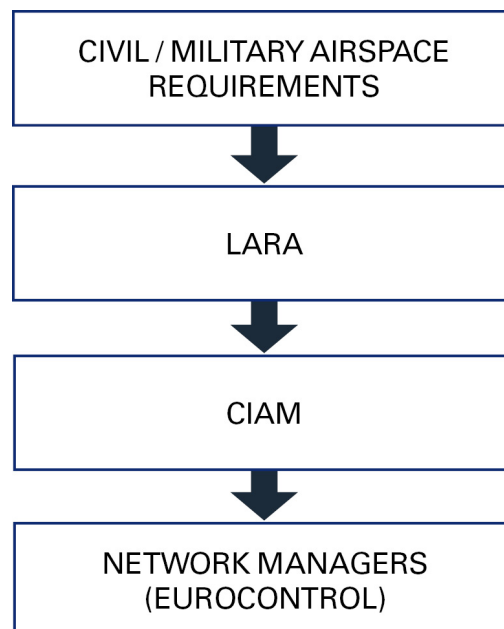 CIVIL / MILITARY AIRSPACE
REQUIREMENTS
LARA
CIAM
NETWORK MANAGERS
(EUROCONTROL)